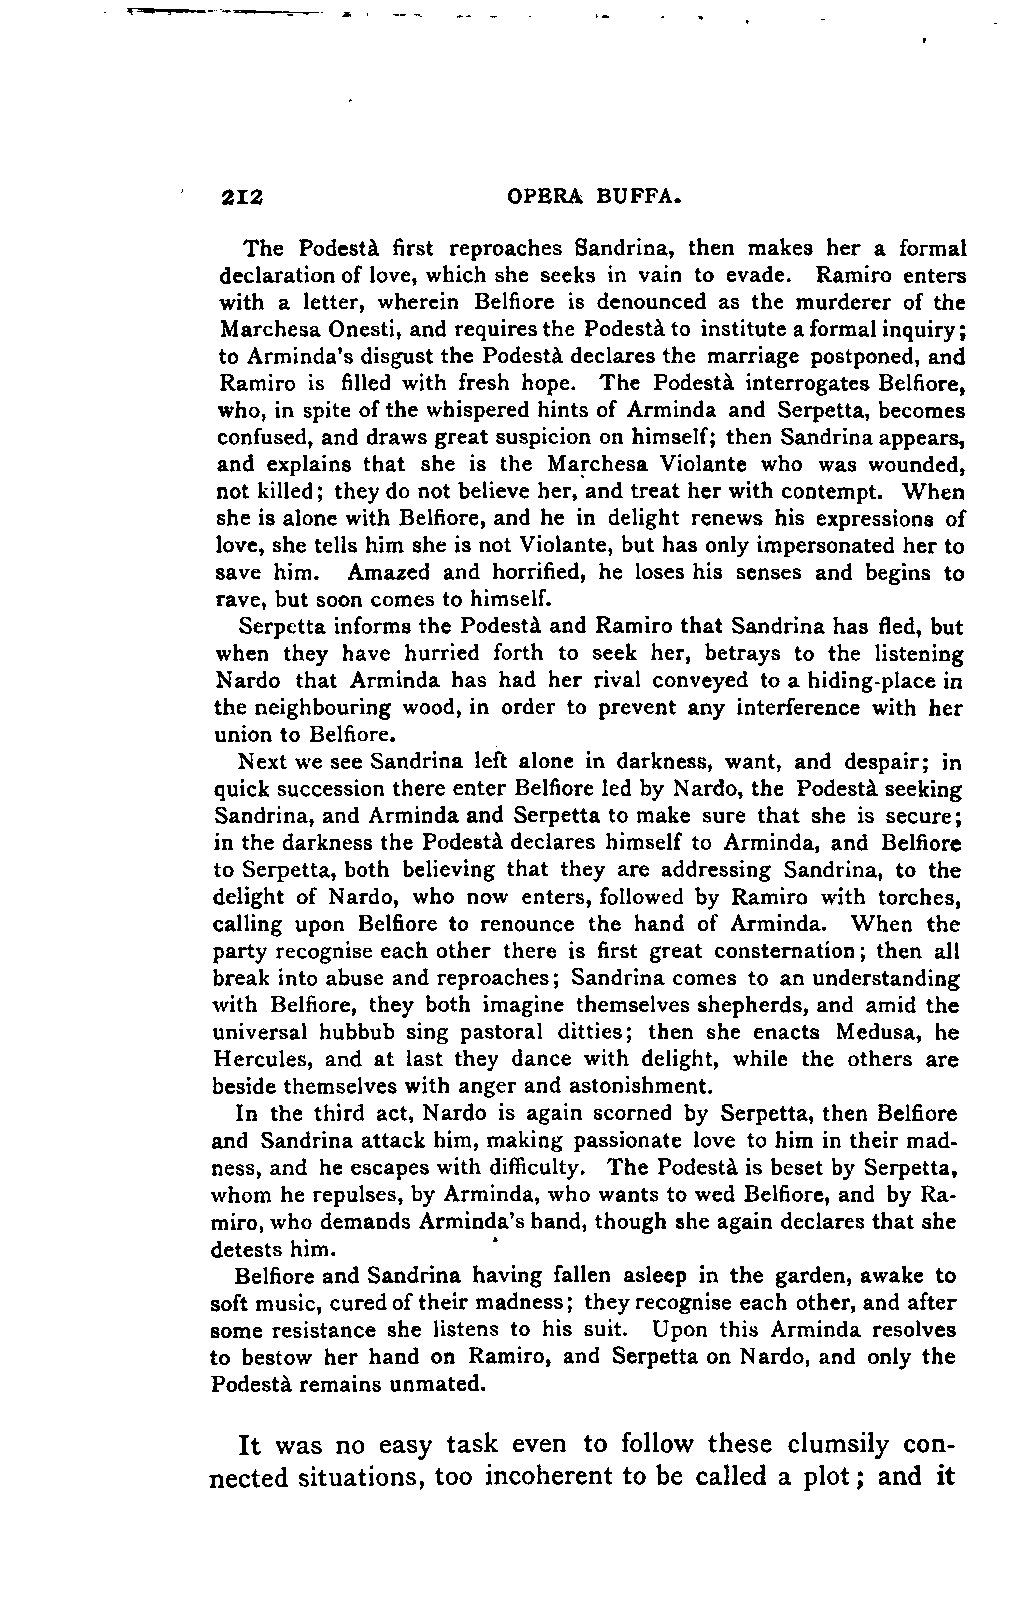 212 OPERA BUFFA.
The Podestà first reproaches Sandrina, then makes her a formal
declaration of love, which she seeks in vain to evade. Ramiro enters
with a letter, wherein Belfiore is denounced as the murderer of the
Marchesa Onesti, and requires the Podestà to institute a formal inquiry;
to Arminda's disgust the Podestà declares the marriage postponed, and
Ramiro is filled with fresh hope. The Podestà interrogates Belfiore,
who, in spite of the whispered hints of Arminda and Serpetta, becomes
confused, and draws great suspicion on himself; then Sandrina appears,
and explains that she is the Marchesa Violante who was wounded,
not killed; they do not believe her, and treat her with contempt. When
she is alone with Belfiore, and he in delight renews his expressions of
love, she tells him she is not Violante, but has only impersonated her to
save him. Amazed and horrified, he loses his senses and begins to
rave, but soon comes to himself.
Serpetta informs the Podestà and Ramiro that Sandrina has fled, but
when they have hurried forth to seek her, betrays to the listening
Nardo that Arminda has had her rival conveyed to a hiding-place in
the neighbouring wood, in order to prevent any interference with her
union to Belfiore.
Next we see Sandrina left alone in darkness, want, and despair; in
quick succession there enter Belfiore led by Nardo, the Podestà seeking
Sandrina, and Arminda and Serpetta to make sure that she is secure;
in the darkness the Podestà declares himself to Arminda, and Belfiore
to Serpetta, both believing that they are addressing Sandrina, to the
delight of Nardo, who now enters, followed by Ramiro with torches,
calling upon Belfiore to renounce the hand of Arminda. When the
party recognise each other there is first great consternation; then all
break into abuse and reproaches; Sandrina comes to an understanding
with Belfiore, they both imagine themselves shepherds, and amid the
universal hubbub sing pastoral ditties; then she enacts Medusa, he
Hercules, and at last they dance with delight, while the others are
beside themselves with anger and astonishment.
In the third act, Nardo is again scorned by Serpetta, then Belfiore
and Sandrina attack him, making passionate love to him in their mad-
ness, and he escapes with difficulty. The Podestà is beset by Serpetta,
whom he repulses, by Arminda, who wants to wed Belfiore, and by Ra-
miro, who demands Arminda's hand, though she again declares that she
detests him.
Belfiore and Sandrina having fallen asleep in the garden, awake to
soft music, cured of their madness; they recognise each other, and after
some resistance she listens to his suit. Upon this Arminda resolves
to bestow her hand on Ramiro, and Serpetta on Nardo, and only the
Podestà remains unmated.
It was no easy task even to follow these clumsily con-
nected situations, too incoherent to be called a plot; and it